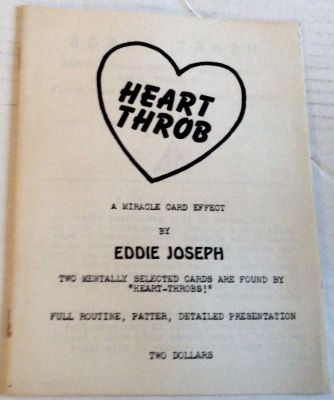 HEART
THROB
A MIRACLE CARD EFFECT
BY
EDDIE JOSEPH
TWO MENTALLY SELECTED CARDS ARE FOUND BY
"HEART-THROBS!"
FULL ROUTINE, PATTER, DETAILED PRESENTATION
TWO DOLLARS